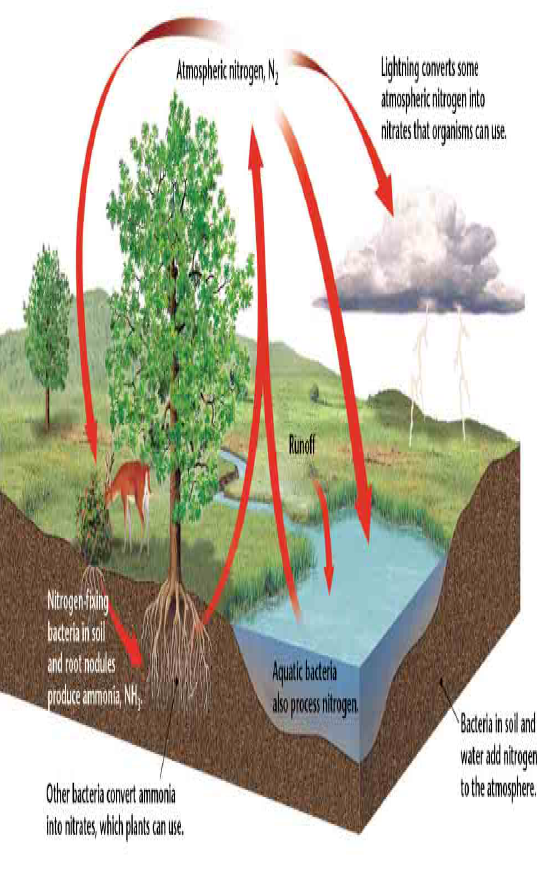 Atmospheric nitrogen, N₂
Lightning converts some
atmospheric nitrogen into
nitrates that organisms can use.
Runoff
Nitrogen-fixing
bacteria in soil
and root nodules
produce ammonia, NH₃.
Aquatic bacteria
also process nitrogen.
Bacteria in soil and
water add nitrogen
to the atmosphere.
Other bacteria convert ammonia
into nitrates, which plants can use.